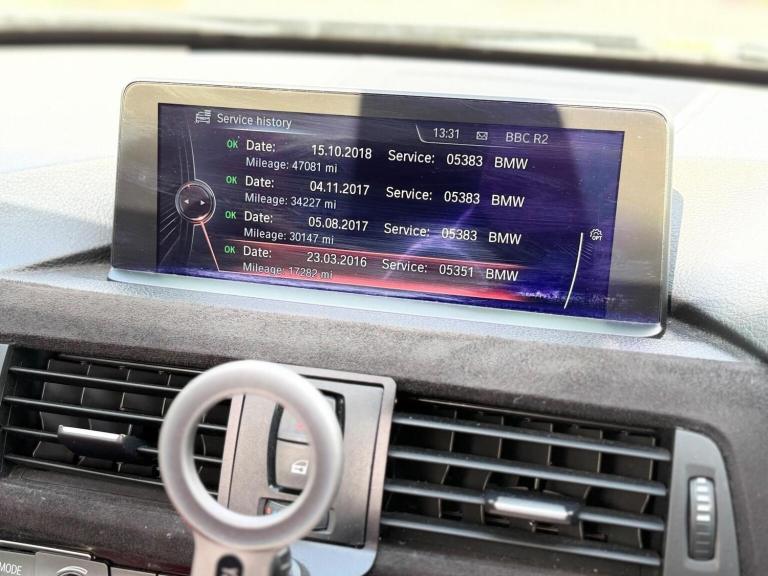 Service history
13:31 BBC R2
OK Date: 15.10.2018 Service: 05383 BMW
Mileage: 47081 mi
OK Date: 04.11.2017 Service: 05383 BMW
Mileage: 34227 mi
OK Date: 05.08.2017 Service: 05383 BMW
Mileage: 30147 mi
OK Date: 23.03.2016 Service: 05351 BMW
Mileage: 17282 mi
OPT
MODE